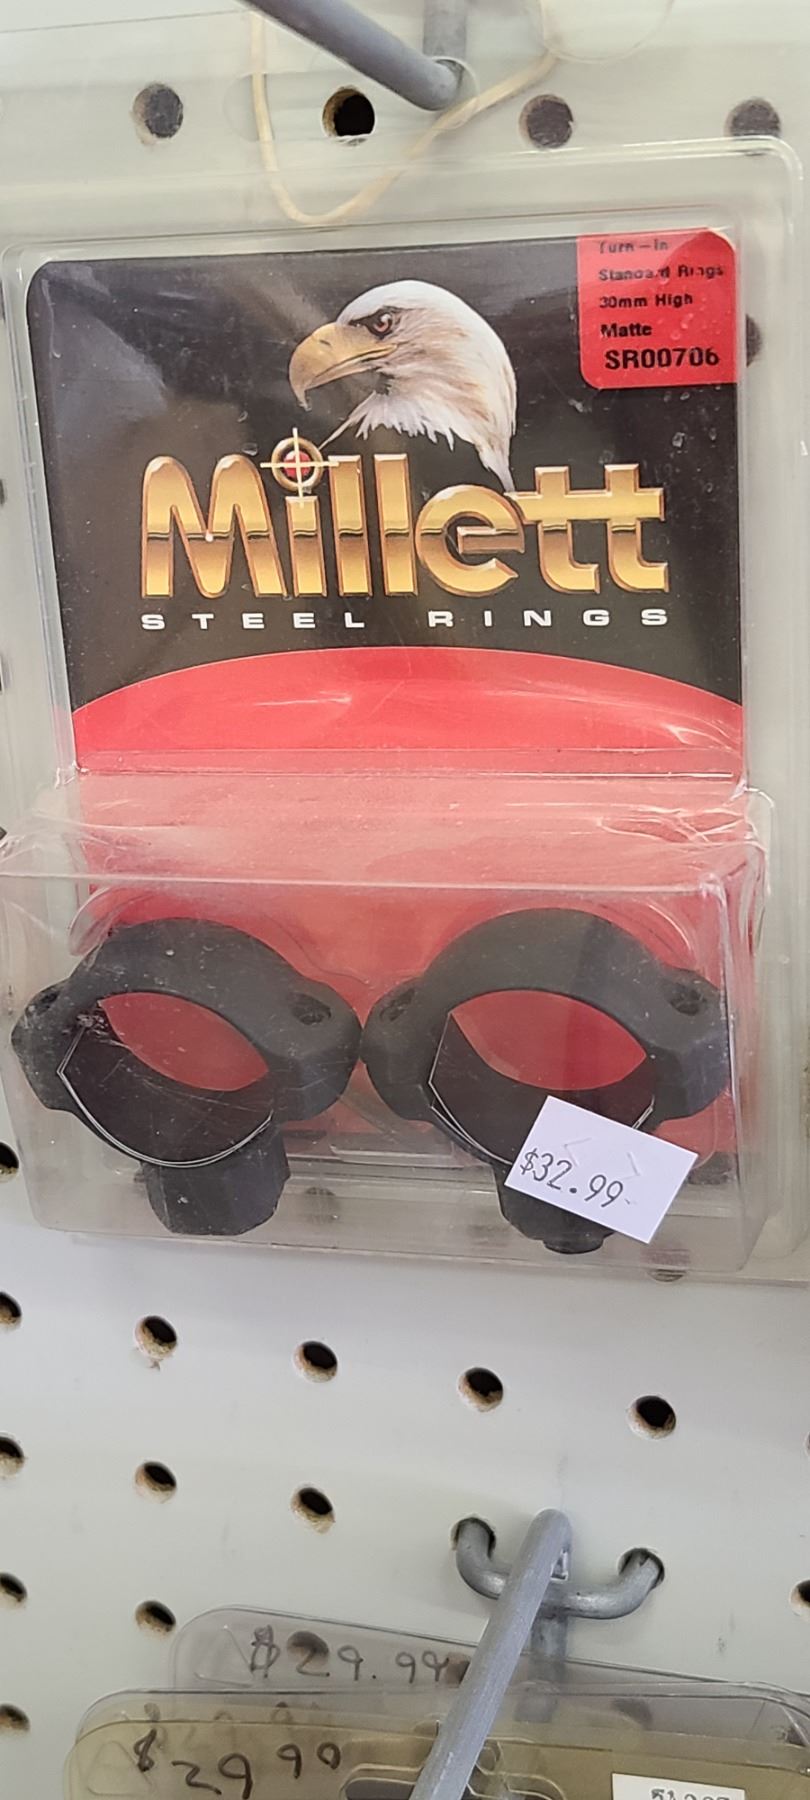 Turn-In
Standard Rings
30mm High
Matte
SR00706
Millett
STEEL RINGS
$32.99
$29.99
$29.99